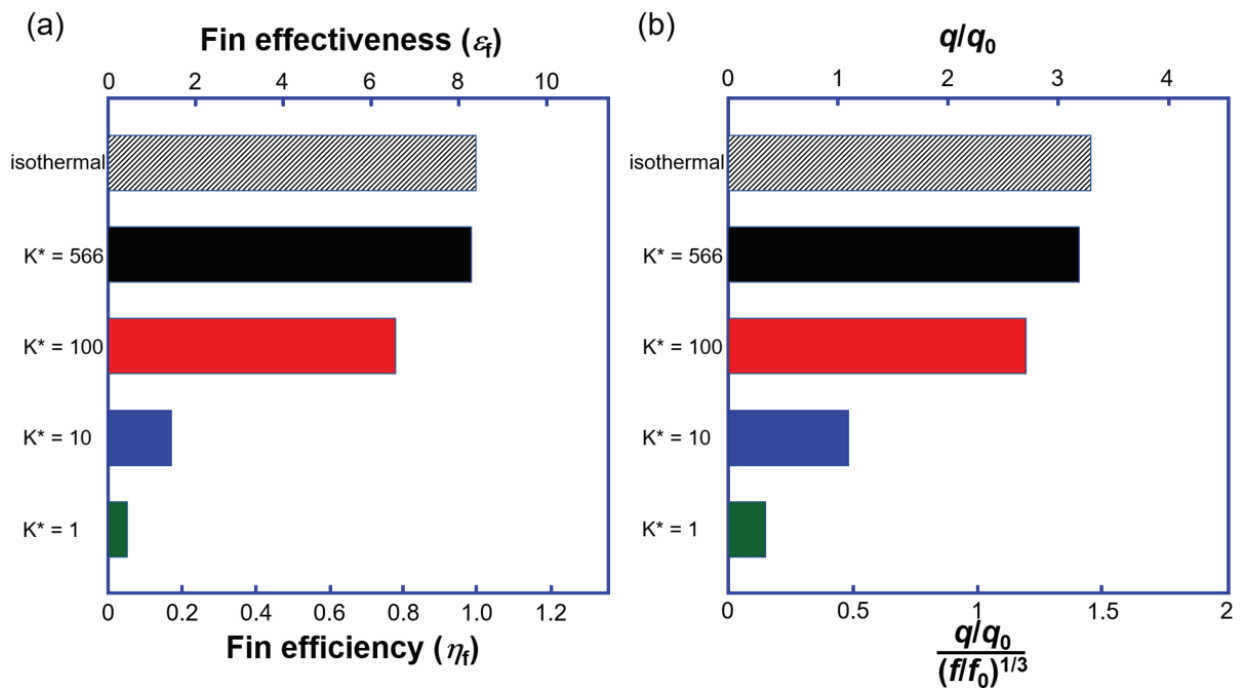 (a)
Fin effectiveness (εf)
0 2 4 6 8 10
isothermal
K* = 566
K* = 100
K* = 10
K* = 1
0 0.2 0.4 0.6 0.8 1.0 1.2
Fin efficiency (ηf)
(b)
q/q0
0 1 2 3 4
isothermal
K* = 566
K* = 100
K* = 10
K* = 1
0 0.5 1 1.5 2
q/q0
(f/f0)1/3